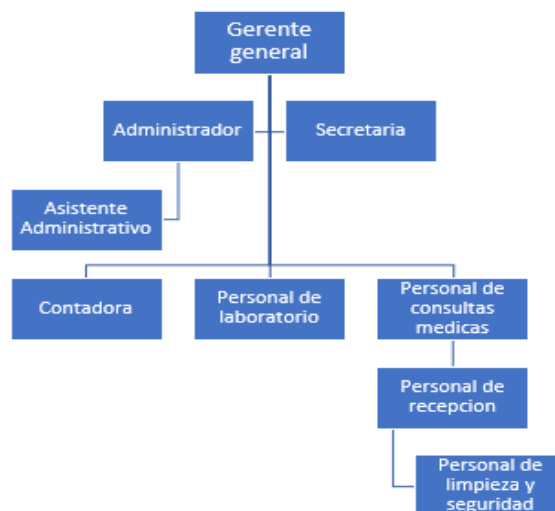 Gerente
general
Administrador
Secretaria
Asistente
Administrativo
Contadora
Personal de
laboratorio
Personal de
consultas
medicas
Personal de
recepcion
Personal de
limpieza y
seguridad